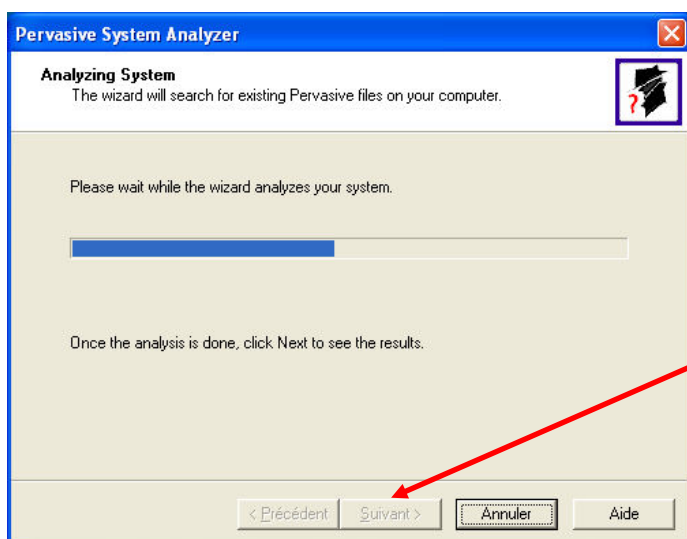 Pervasive System Analyzer
Analyzing System
The wizard will search for existing Pervasive files on your computer.
?
Please wait while the wizard analyzes your system.
Once the analysis is done, click Next to see the results.
< Précédent Suivant > Annuler Aide